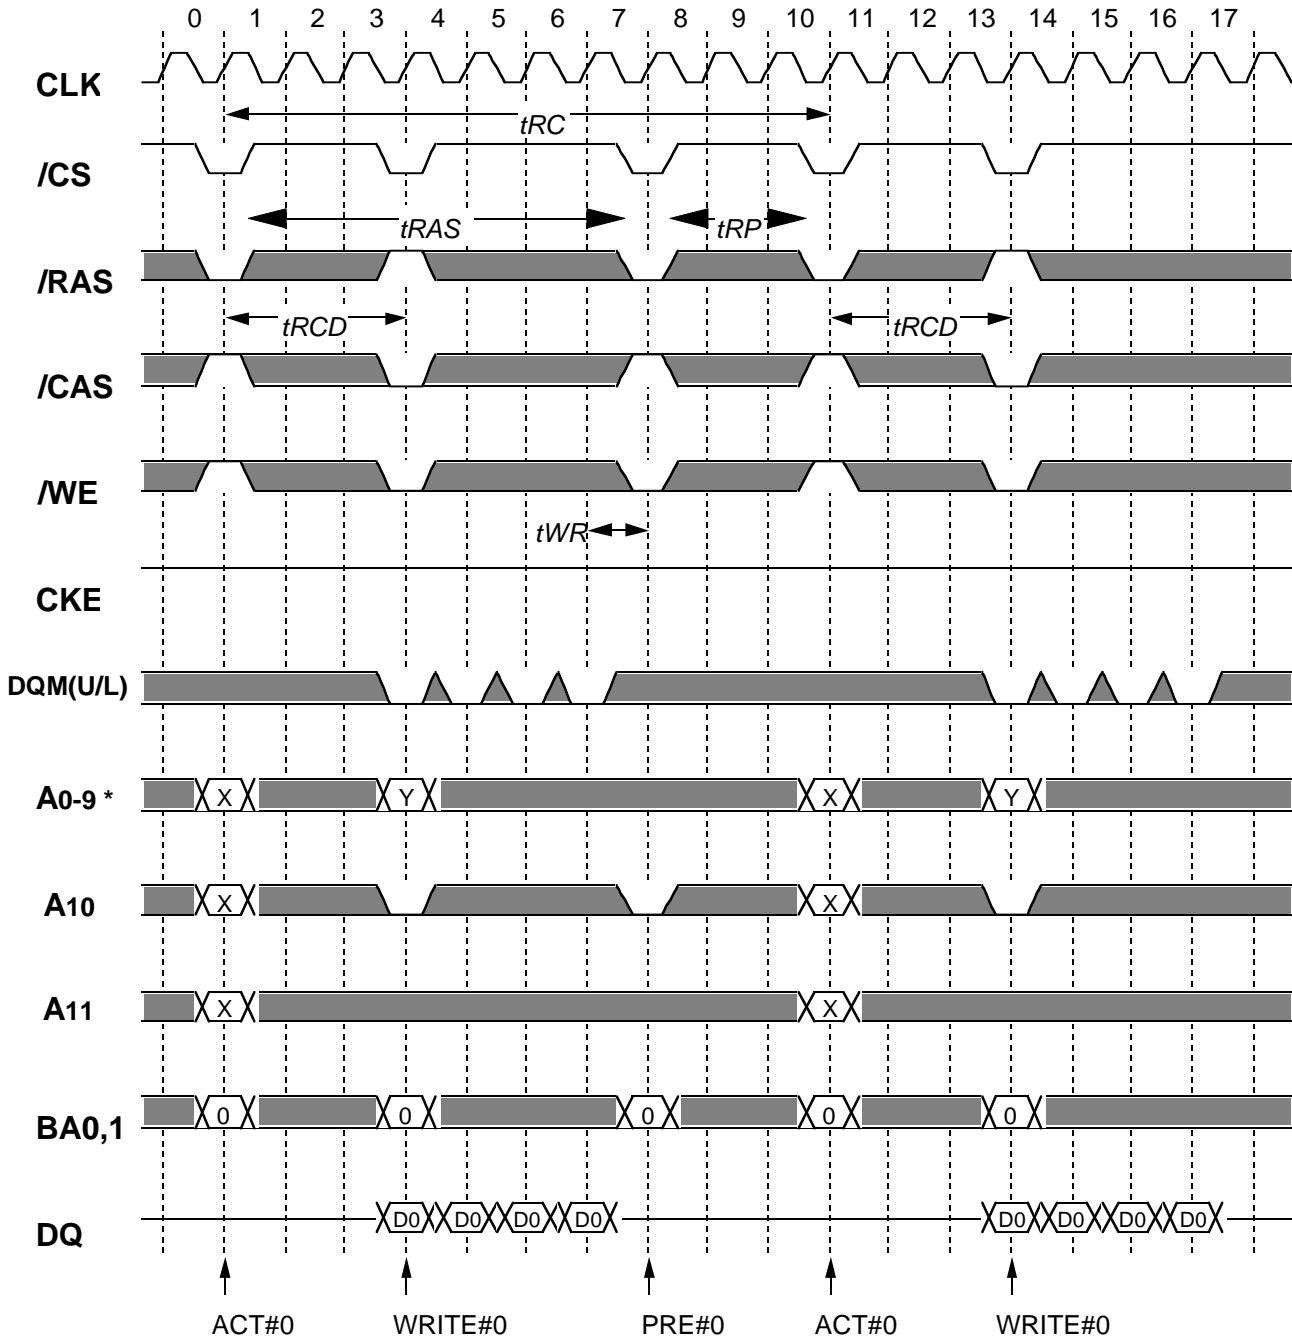 0 1 2 3 4 5 6 7 8 9 10 11 12 13 14 15 16 17
CLK
tRC
/CS
tRAS tRP
/RAS
tRCD tRCD
/CAS
/WE
tWR
CKE
DQM(U/L)
A0-9 * X Y X Y
A10 X X
A11 X X
BA0,1 0 0 0 0 0
DQ D0 D0 D0 D0 D0 D0 D0 D0
ACT#0 WRITE#0 PRE#0 ACT#0 WRITE#0